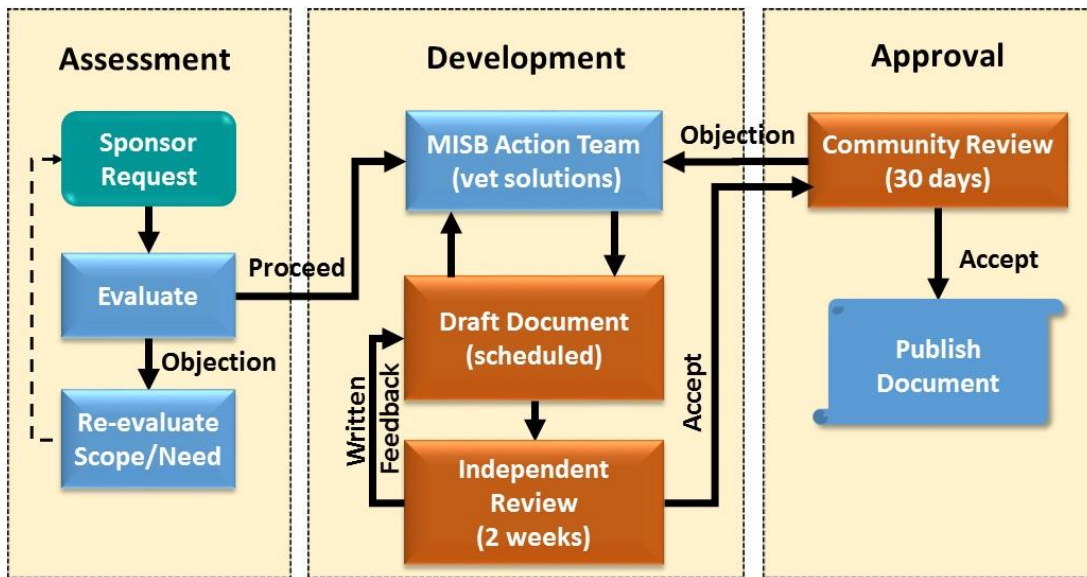 Assessment
Sponsor
Request
Evaluate
Proceed
Objection
Re-evaluate
Scope/Need
Development
MISB Action Team
(vet solutions)
Draft Document
(scheduled)
Written
Feedback
Independent
Review
(2 weeks)
Accept
Approval
Objection
Community Review
(30 days)
Accept
Publish
Document